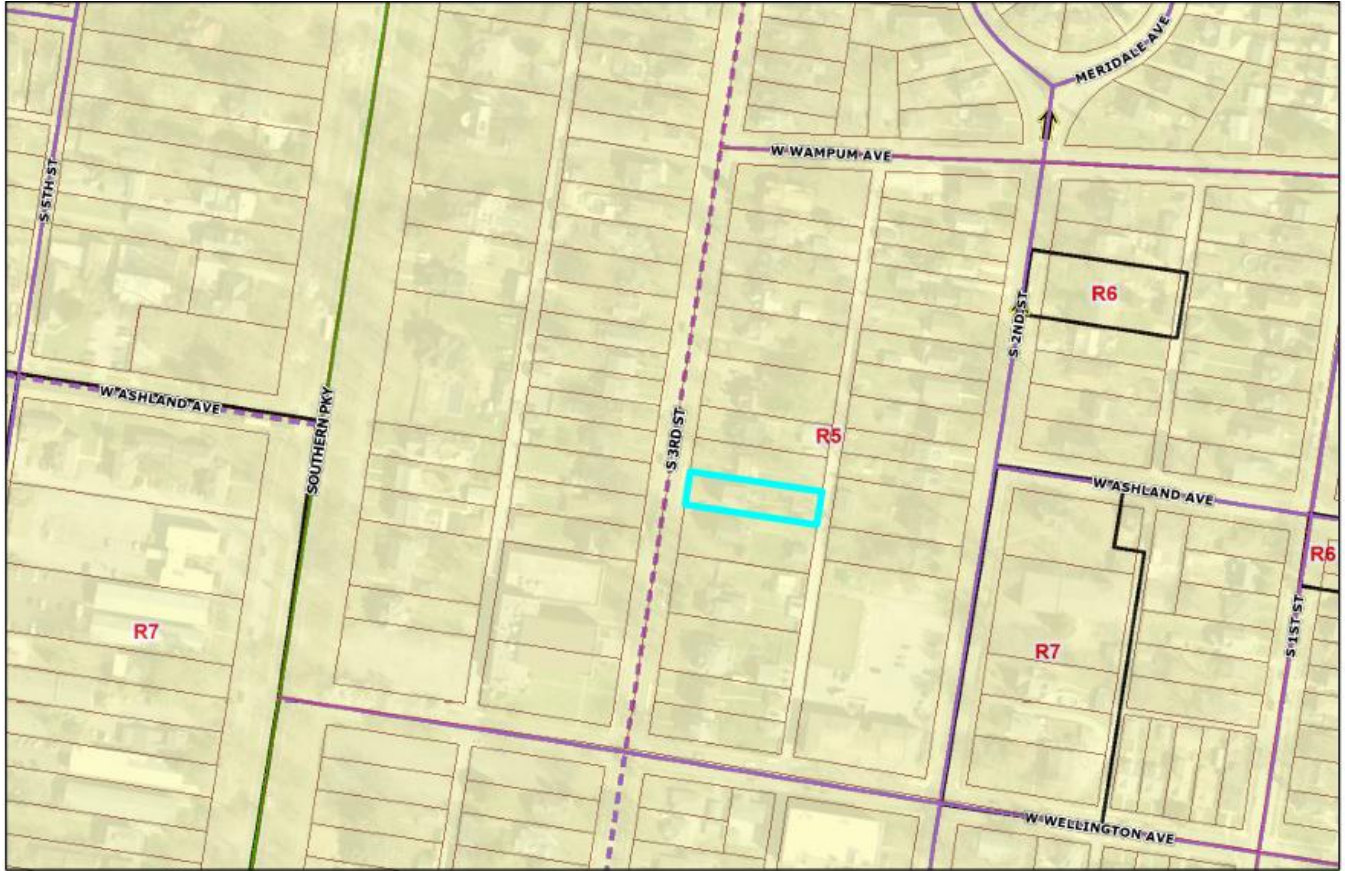 MERIDALE AVE
W WAMPUM AVE
S 5TH ST
R6
S 2ND ST
W ASHLAND AVE
SOUTHERN PKY
S 3RD ST
R5
W ASHLAND AVE
R6
R7
R7
S 1ST ST
W WELLINGTON AVE